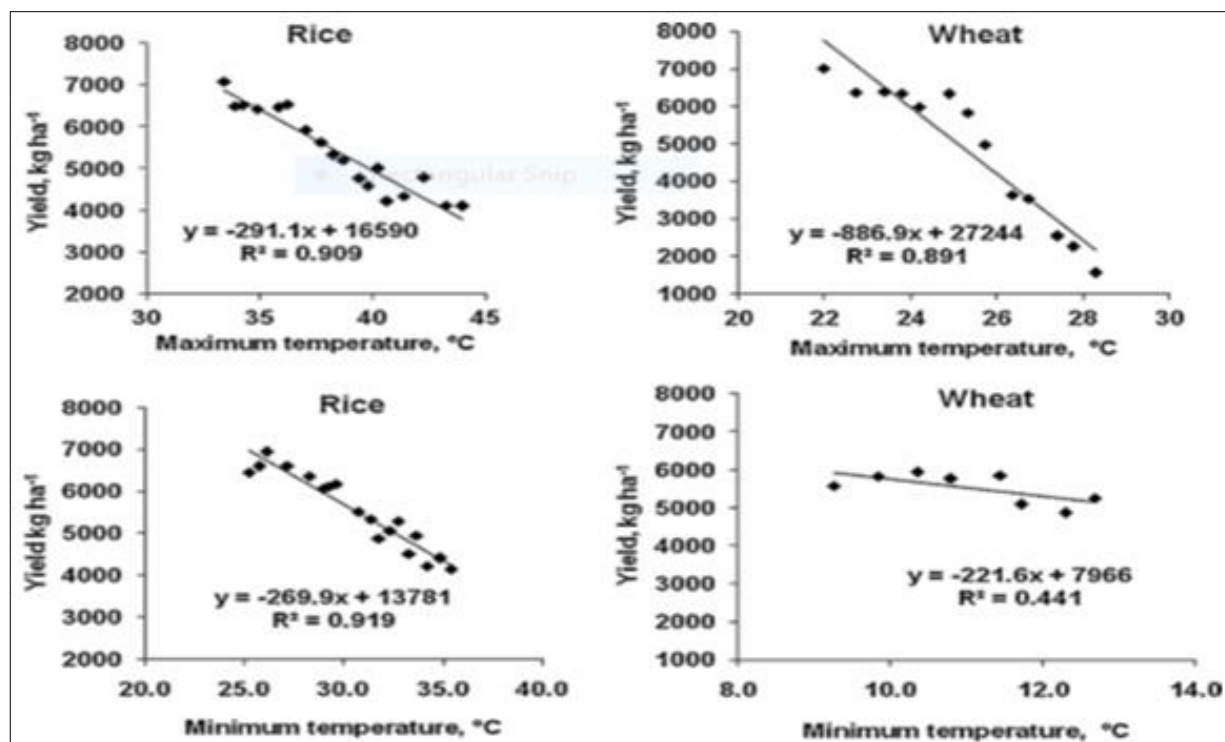 Rice
8000
7000
6000
5000
4000
3000
2000
Yield, kg ha⁻¹
y = -291.1x + 16590
R² = 0.909
30 35 40 45
Maximum temperature, °C
Wheat
8000
7000
6000
5000
4000
3000
2000
1000
Yield, kg ha⁻¹
y = -886.9x + 27244
R² = 0.891
20 22 24 26 28 30
Maximum temperature, °C
Rectangular Snip
Rice
8000
7000
6000
5000
4000
3000
2000
Yield kg ha⁻¹
y = -269.9x + 13781
R² = 0.919
20.0 25.0 30.0 35.0 40.0
Minimum temperature, °C
Wheat
8000
7000
6000
5000
4000
3000
2000
1000
Yield, kg ha⁻¹
y = -221.6x + 7966
R² = 0.441
8.0 10.0 12.0 14.0
Minimum temperature, °C